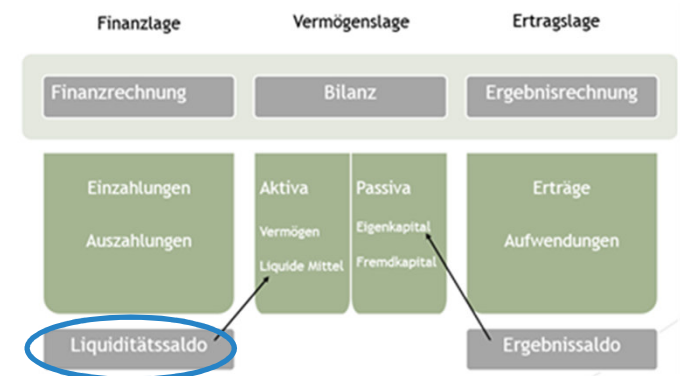 Finanzlage
Vermögenslage
Ertragslage
Finanzrechnung
Bilanz
Ergebnisrechnung
Einzahlungen
Auszahlungen
Aktiva
Vermögen
Liquide Mittel
Passiva
Eigenkapital
Fremdkapital
Erträge
Aufwendungen
Liquiditätssaldo
Ergebnissaldo